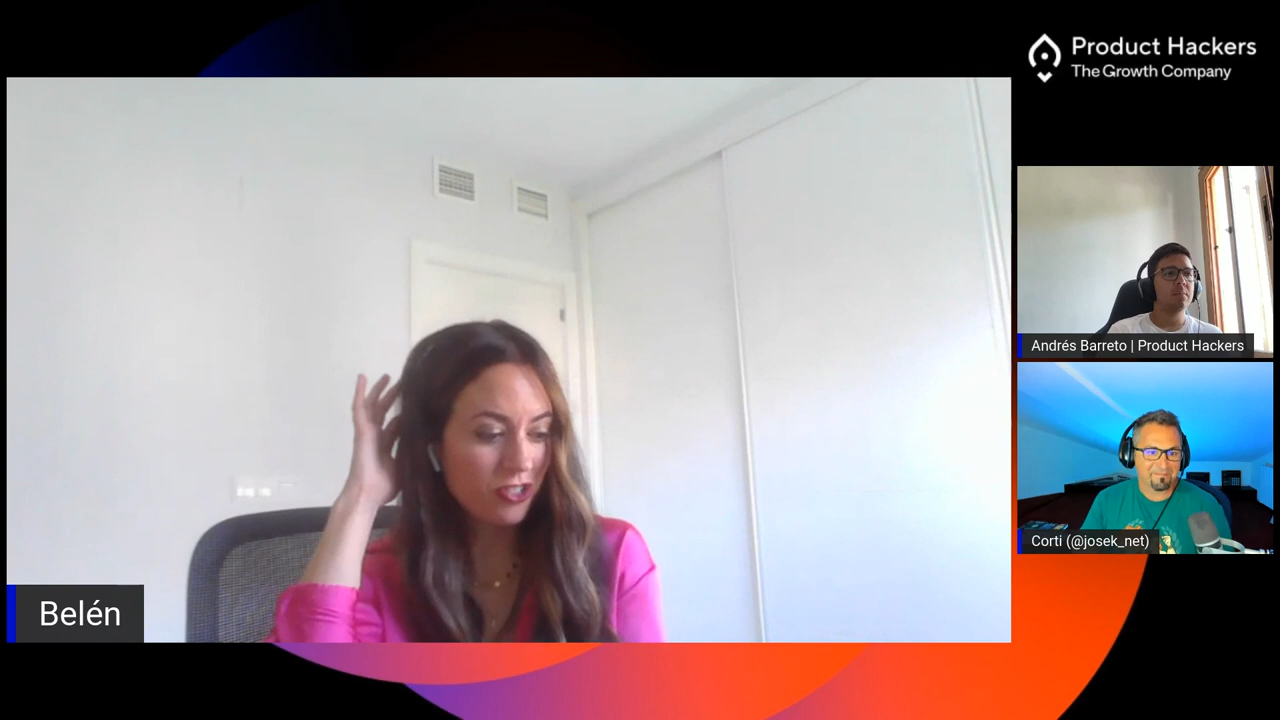 Product Hackers
The Growth Company
Andrés Barreto | Product Hackers
Corti (@josek_net)
Belén